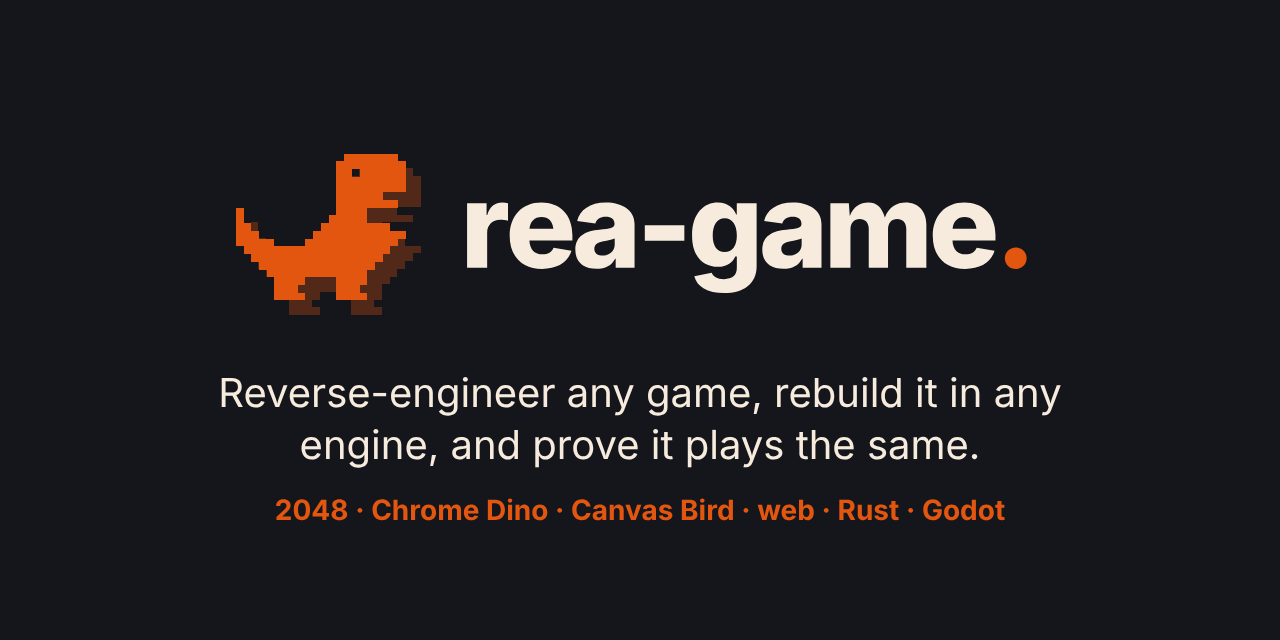 rea-game.
Reverse-engineer any game, rebuild it in any
engine, and prove it plays the same.
2048 · Chrome Dino · Canvas Bird · web · Rust · Godot